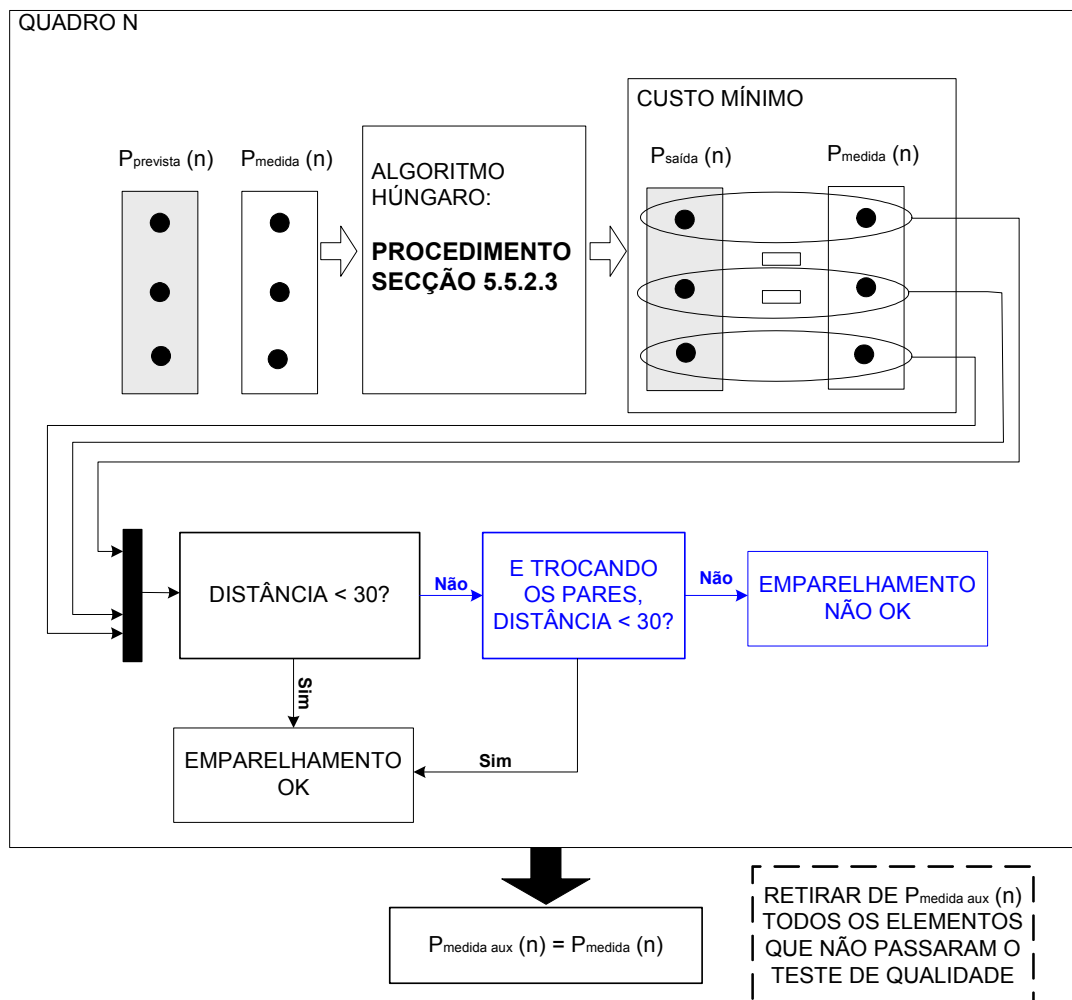 QUADRO N
CUSTO MÍNIMO
Pprevista (n)
Pmedida (n)
ALGORITMO
HÚNGARO:
PROCEDIMENTO
SECÇÃO 5.5.2.3
Psaída (n)
Pmedida (n)
DISTÂNCIA < 30?
Não
E TROCANDO
OS PARES,
DISTÂNCIA < 30?
Não
EMPARELHAMENTO
NÃO OK
Sim
EMPARELHAMENTO
OK
Sim
Pmedida aux (n) = Pmedida (n)
RETIRAR DE Pmedida aux (n)
TODOS OS ELEMENTOS
QUE NÃO PASSARAM O
TESTE DE QUALIDADE